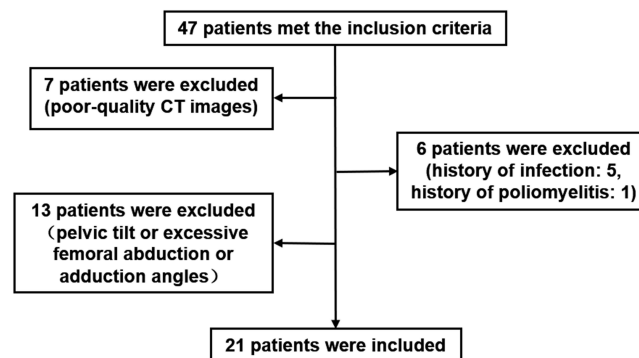 47 patients met the inclusion criteria
7 patients were excluded
(poor-quality CT images)
6 patients were excluded
(history of infection: 5,
history of poliomyelitis: 1)
13 patients were excluded
（pelvic tilt or excessive
femoral abduction or
adduction angles）
21 patients were included